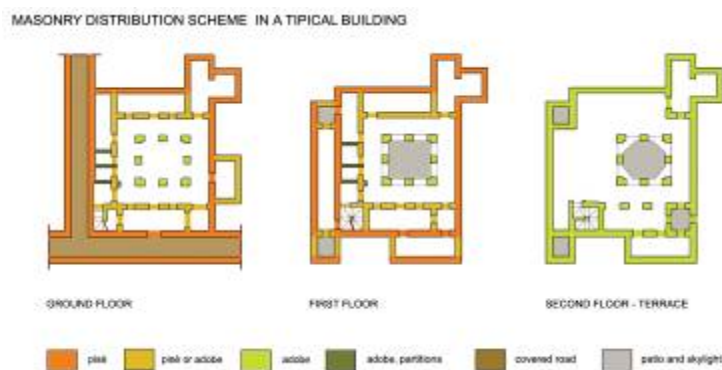 MASONRY DISTRIBUTION SCHEME IN A TIPICAL BUILDING
GROUND FLOOR
FIRST FLOOR
SECOND FLOOR - TERRACE
pisé
pisé or adobe
adobe
adobe, partitions
covered road
patio and skylight